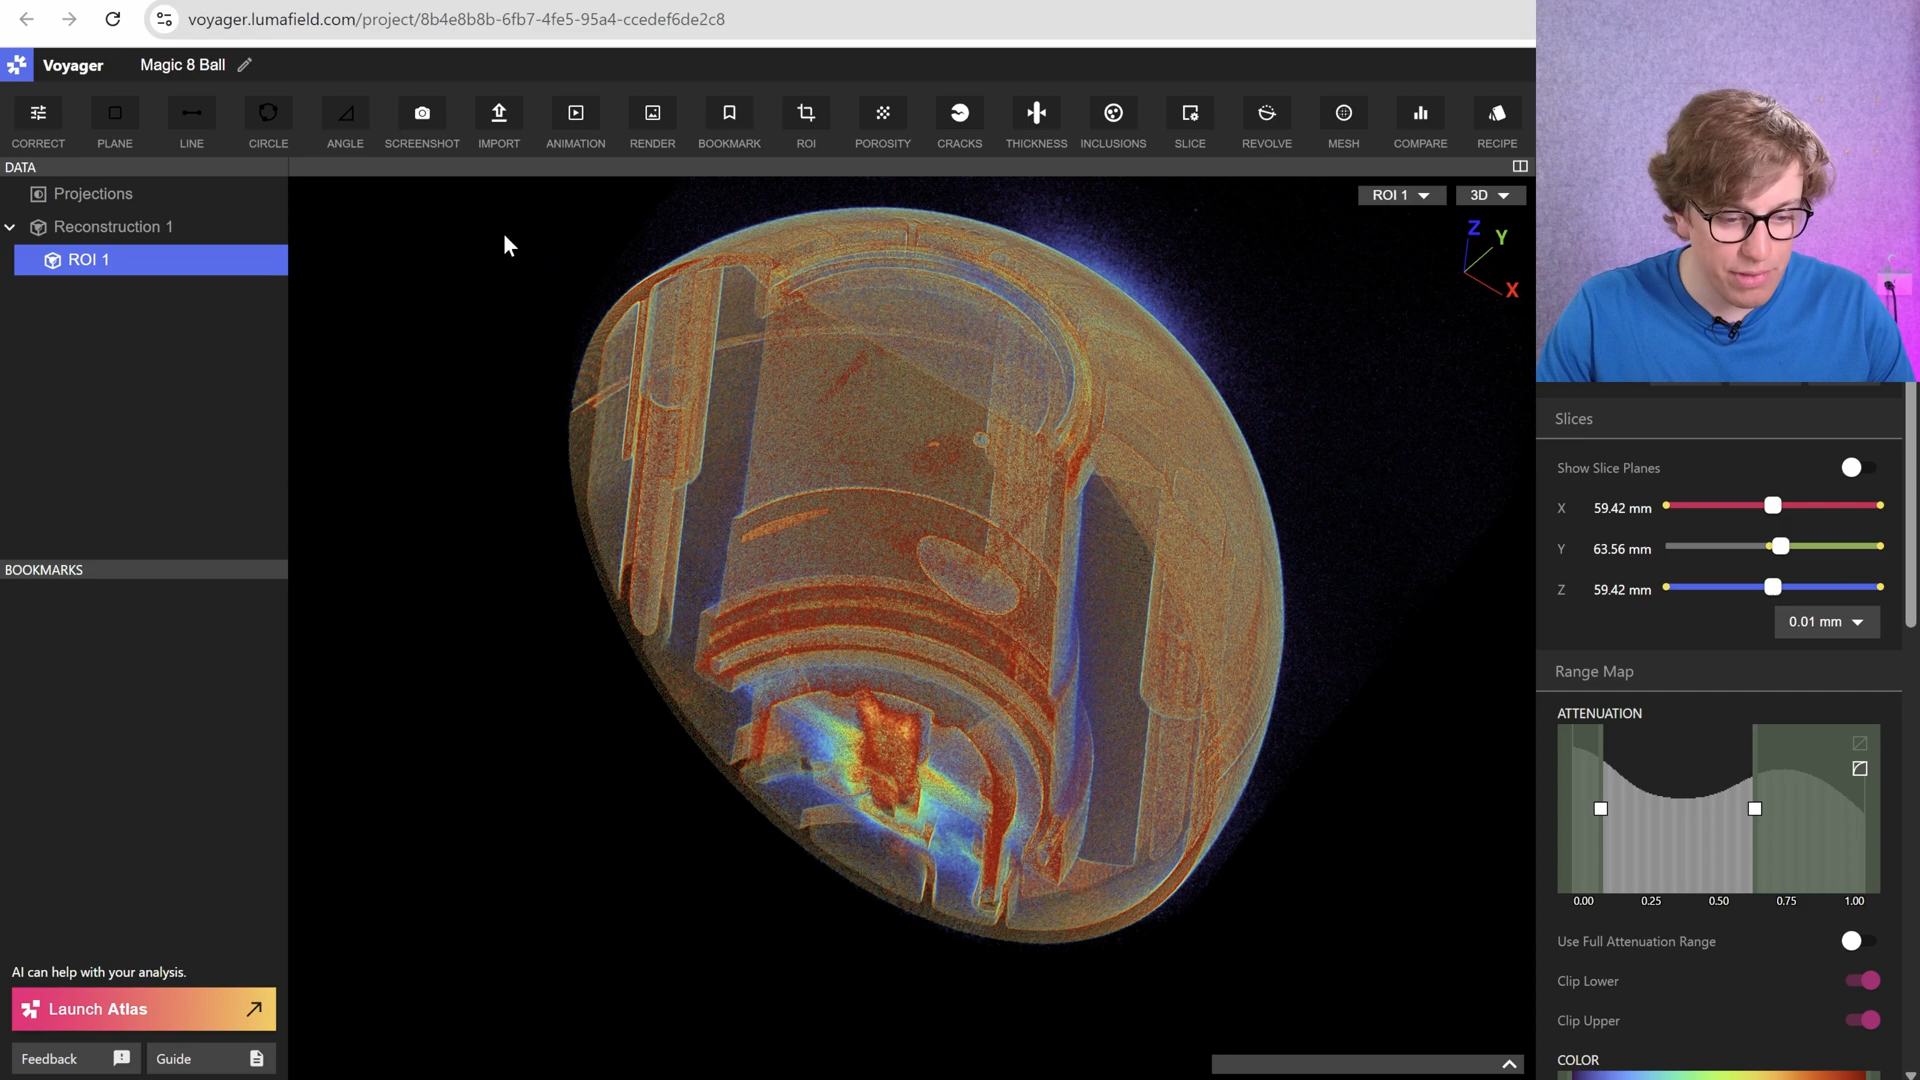 voyager.lumafield.com/project/8b4e8b8b-6fb7-4fe5-95a4-ccedef6de2c8
Voyager
Magic 8 Ball
CORRECT
PLANE
LINE
CIRCLE
ANGLE
SCREENSHOT
IMPORT
ANIMATION
RENDER
BOOKMARK
ROI
POROSITY
CRACKS
THICKNESS
INCLUSIONS
SLICE
REVOLVE
MESH
COMPARE
RECIPE
DATA
Projections
Reconstruction 1
ROI 1
ROI 1
3D
Z
Y
X
BOOKMARKS
AI can help with your analysis.
Launch Atlas
Feedback
Guide
Slices
Show Slice Planes
X 59.42 mm
Y 63.56 mm
Z 59.42 mm
0.01 mm
Range Map
ATTENUATION
0.00 0.25 0.50 0.75 1.00
Use Full Attenuation Range
Clip Lower
Clip Upper
COLOR